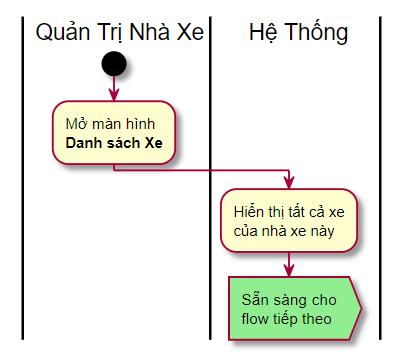 Quản Trị Nhà Xe
Hệ Thống
Mở màn hình
Danh sách Xe
Hiển thị tất cả xe
của nhà xe này
Sẵn sàng cho
flow tiếp theo